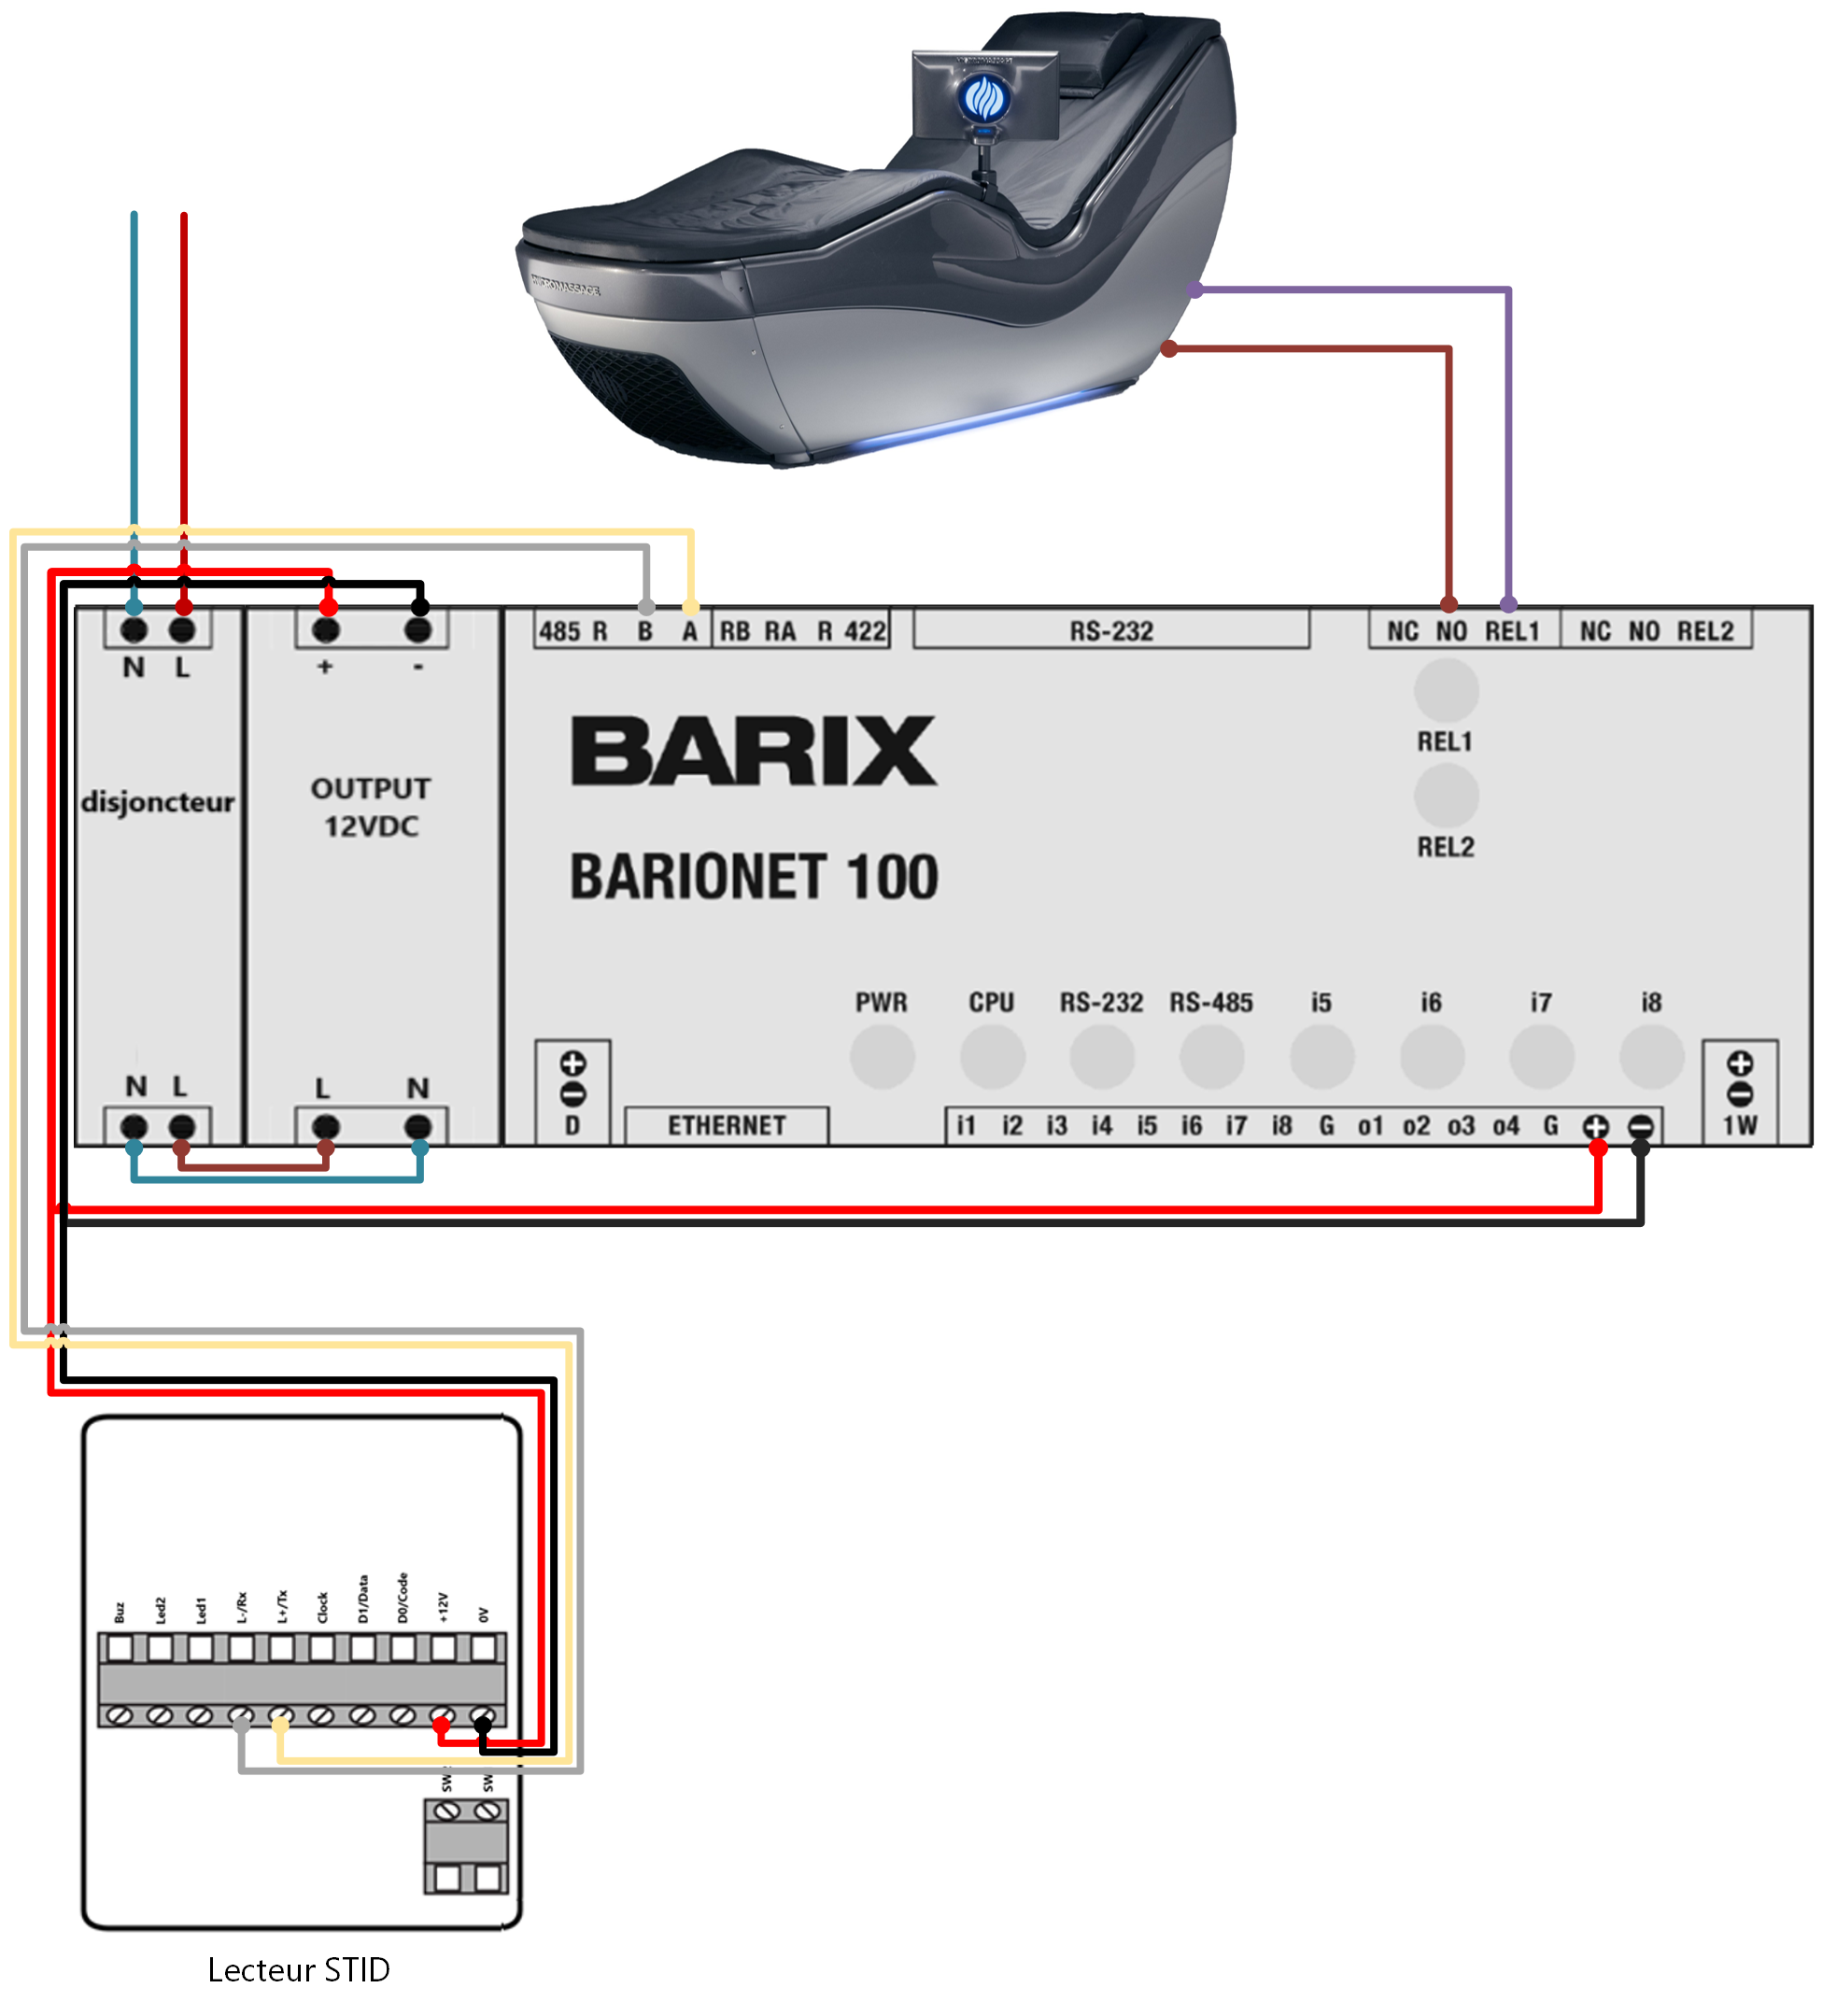 MICROMASSAGE
485 R B A RB RA R 422
RS-232
NC NO REL1 NC NO REL2
N L
+ -
REL1
REL2
BARIX
BARIONET 100
disjoncteur
OUTPUT
12VDC
PWR CPU RS-232 RS-485 i5 i6 i7 i8
N L
L N
D
ETHERNET
i1 i2 i3 i4 i5 i6 i7 i8 G o1 o2 o3 o4 G
1W
Buz
Led2
Led1
L-/Rx
L+/Tx
Clock
D1/Data
D0/Code
+12V
0V
SW
SW
Lecteur STID